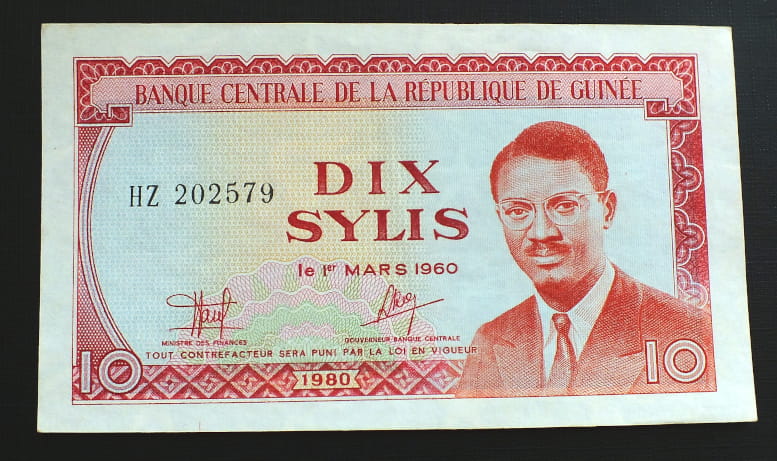 BANQUE CENTRALE DE LA RÉPUBLIQUE DE GUINÉE
HZ 202579
DIX
SYLIS
le 1er MARS 1960
MINISTRE DES FINANCES
GOUVERNEUR BANQUE CENTRALE
TOUT CONTREFACTEUR SERA PUNI PAR LA LOI EN VIGUEUR
10
1980
10